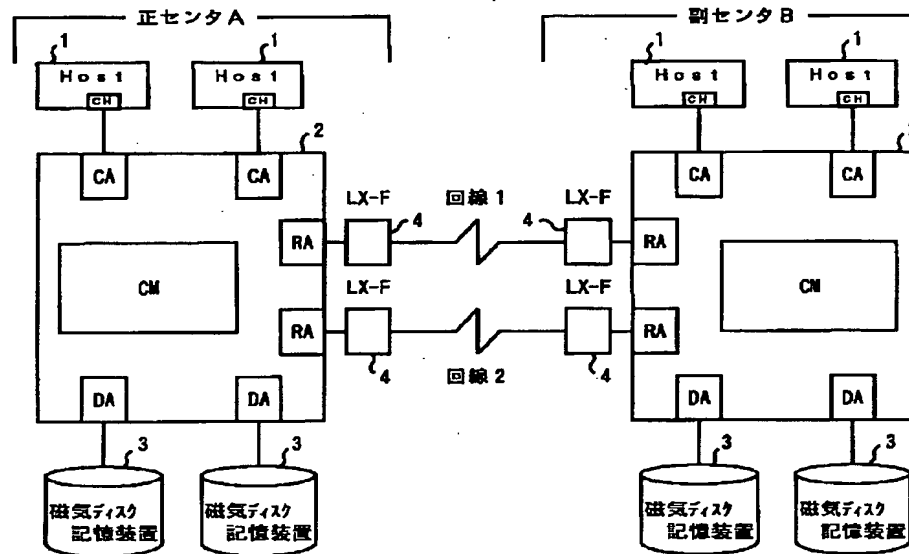 正センタA
副センタB
1
1
1
1
Host
Host
Host
Host
CH
CH
CH
CH
2
CA
CA
CA
CA
LX-F
回線1
LX-F
4
4
RA
RA
CM
CM
LX-F
LX-F
RA
RA
4
回線2
4
DA
DA
DA
DA
3
3
3
3
磁気ディスク
記憶装置
磁気ディスク
記憶装置
磁気ディスク
記憶装置
磁気ディスク
記憶装置